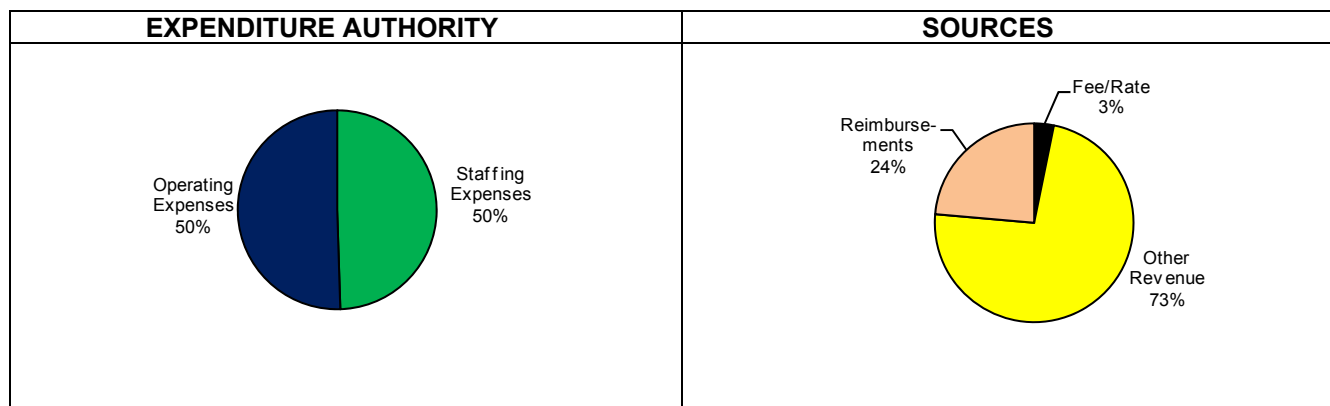 EXPENDITURE AUTHORITY
SOURCES
Operating
Expenses
50%
Staffing
Expenses
50%
Fee/Rate
3%
Reimburse-
ments
24%
Other
Revenue
73%